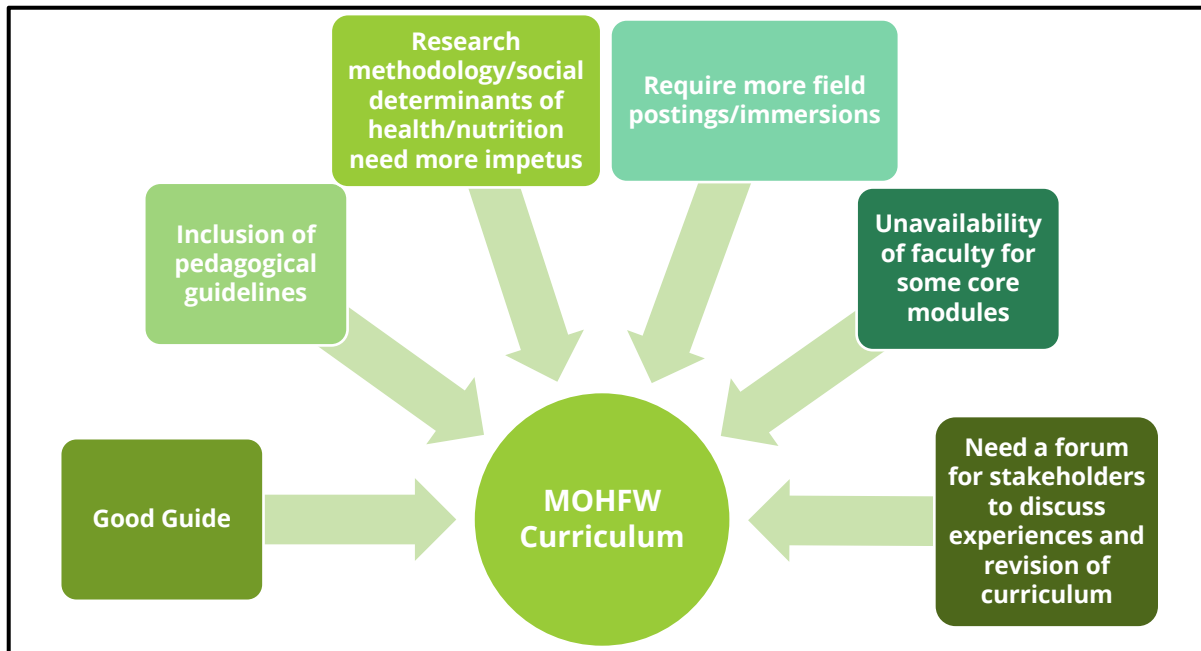 Research
methodology/social
determinants of
health/nutrition
need more impetus
Require more field
postings/immersions
Inclusion of
pedagogical
guidelines
Unavailability
of faculty for
some core
modules
Good Guide
MOHFW
Curriculum
Need a forum
for stakeholders
to discuss
experiences and
revision of
curriculum